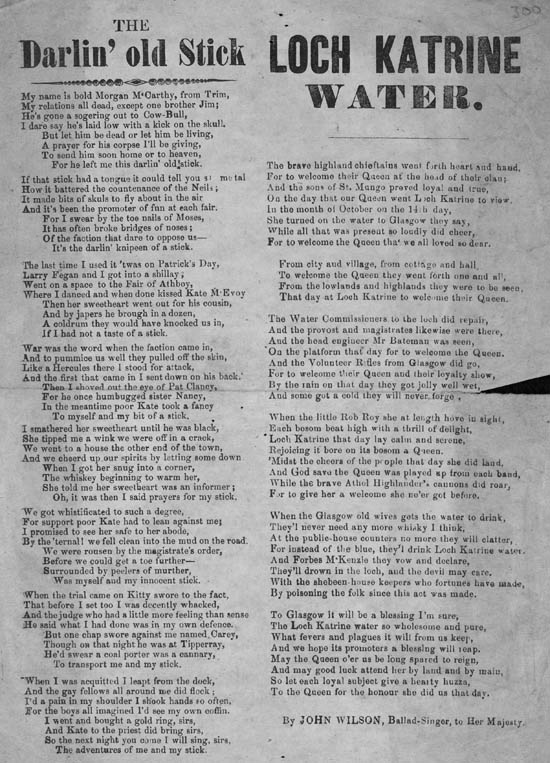 300
THE
Darlin' old Stick
My name is bold Morgan McCarthy, from Trim,
My relations all dead, except one brother Jim;
He's gone a sogering out to Cow-Bull,
I dare say he's laid low with a kick on the skull.
But let him be dead or let him be living,
A prayer for his corpse I'll be giving,
To send him soon home or to heaven,
For he left me this darlin' old stick.
If that stick had a tongue it could tell you metal
How it battered the countenance of the Neils;
It made bits of skuls to fly about in the air
And it's been the promoter of fun at each fair.
For I swear by the toe nails of Moses,
It has often broke bridges of noses;
Of the faction that dare to oppose us—
It's the darlin' knipeen of a stick.
The last time I used it 'twas on Patrick's Day,
Larry Fegan and I got into a shillay;
Went on a space to the Fair of Athboy,
Where I danced and when done kissed Kate M'Evoy
Then her sweetheart went out for his cousin,
And by japers he brough in a dozen,
A coldrum they would have knocked us in,
If I had not a taste of a stick.
War was the word when the faction came in,
And to pummice us well they pulled off the skin,
Like a Hercules there I stood for attack,
And the first that came in I sent down on his back.
Then I shoved out the eye of Pat Clancy,
For he once humbugged sister Nancy,
In the meantime poor Kate took a fancy
To myself and my bit of a stick.
I smathered her sweetheart until he was black,
She tipped me a wink we were off in a crack,
We went to a house the other end of the town,
And we cheerd up our spirits by letting some down
When I got her snug into a corner,
The whiskey beginning to warm her,
She told me her sweetheart was an informer;
Oh, it was then I said prayers for my stick.
We got whistificated to such a degree,
For support poor Kate had to lean against me;
I promised to see her safe to her abode,
By the 'ternal! we fell clean into the mud on the road.
We were rousen by the magistrate's order,
Before we could get a toe further—
Surrounded by peelers of murther,
Was myself and my innocent stick.
When the trial came on Kitty swore to the fact,
That before I set too I was decently whacked,
And the judge who had a little more feeling than sense
He said what I had done was in my own defence.
But one chap swore against me named Carey,
Though on that night he was at Tipperray,
He'd swear a coal porter was a cannary,
To transport me and my stick.
When I was acquitted I leapt from the dock,
And the gay fellows all around me did flock;
I'd a pain in my shoulder I shook hands so often,
For the boys all imagined I'd see my own coffin.
I went and bought a gold ring, sirs,
And Kate to the priest did bring sirs,
So the next night you come I will sing, sirs,
The adventures of me and my stick.
LOCH KATRINE
WATER.
The brave highland chieftains went forth heart and hand,
For to welcome their Queen at the head of their clan;
And the sons of St. Mungo proved loyal and true,
On the day that our Queen went Loch Katrine to view.
In the month of October on the 14th day,
She turned on the water to Glasgow they say,
While all that was present so loudly did cheer,
For to welcome the Queen that we all loved so dear.
From city and village, from cottage and hall,
To welcome the Queen they went forth one and all,
From the lowlands and highlands they were to be seen,
That day at Loch Katrine to welcome their Queen.
The Water Commissioners to the loch did repair,
And the provost and magistrates likewise were there,
And the head engineer Mr Bateman was seen,
On the platform that day for to welcome the Queen.
And the Volunteer Rifles from Glasgow did go,
For to welcome their Queen and their loyalty show,
By the rain on that day they got jolly well wet,
And some got a cold they will never forge
When the little Rob Roy she at length hove in sight,
Each bosom beat high with a thrill of delight,
Loch Katrine that day lay calm and serene,
Rejoicing it bore on its bosom a Queen.
'Midst the cheers of the people that day she did land,
And God save the Queen was played up from each band,
While the brave Athol Highlander's cannons did roar,
For to give her a welcome she ne'er got before.
When the Glasgow old wives gets the water to drink,
They'll never need any more whisky I think,
At the public-house counters no more they will clatter,
For instead of the blue, they'l drink Loch Katrine water.
And Forbes M'Kenzie they vow and declare,
They'll drown in the loch, and the devil may care.
With the shebeen-house keepers who fortunes have made,
By poisoning the folk since this act was made.
To Glasgow it will be a blessing I'm sure,
The Loch Katrine water so wholesome and pure,
What fevers and plagues it will from us keep,
And we hope its promoters a blessing will reap.
May the Queen o'er us be long spared to reign,
And may good luck attend her by land and by main,
So let each loyal subject give a hearty huzza,
To the Queen for the honour she did us that day.
By JOHN WILSON, Ballad-Singer, to Her Majesty.